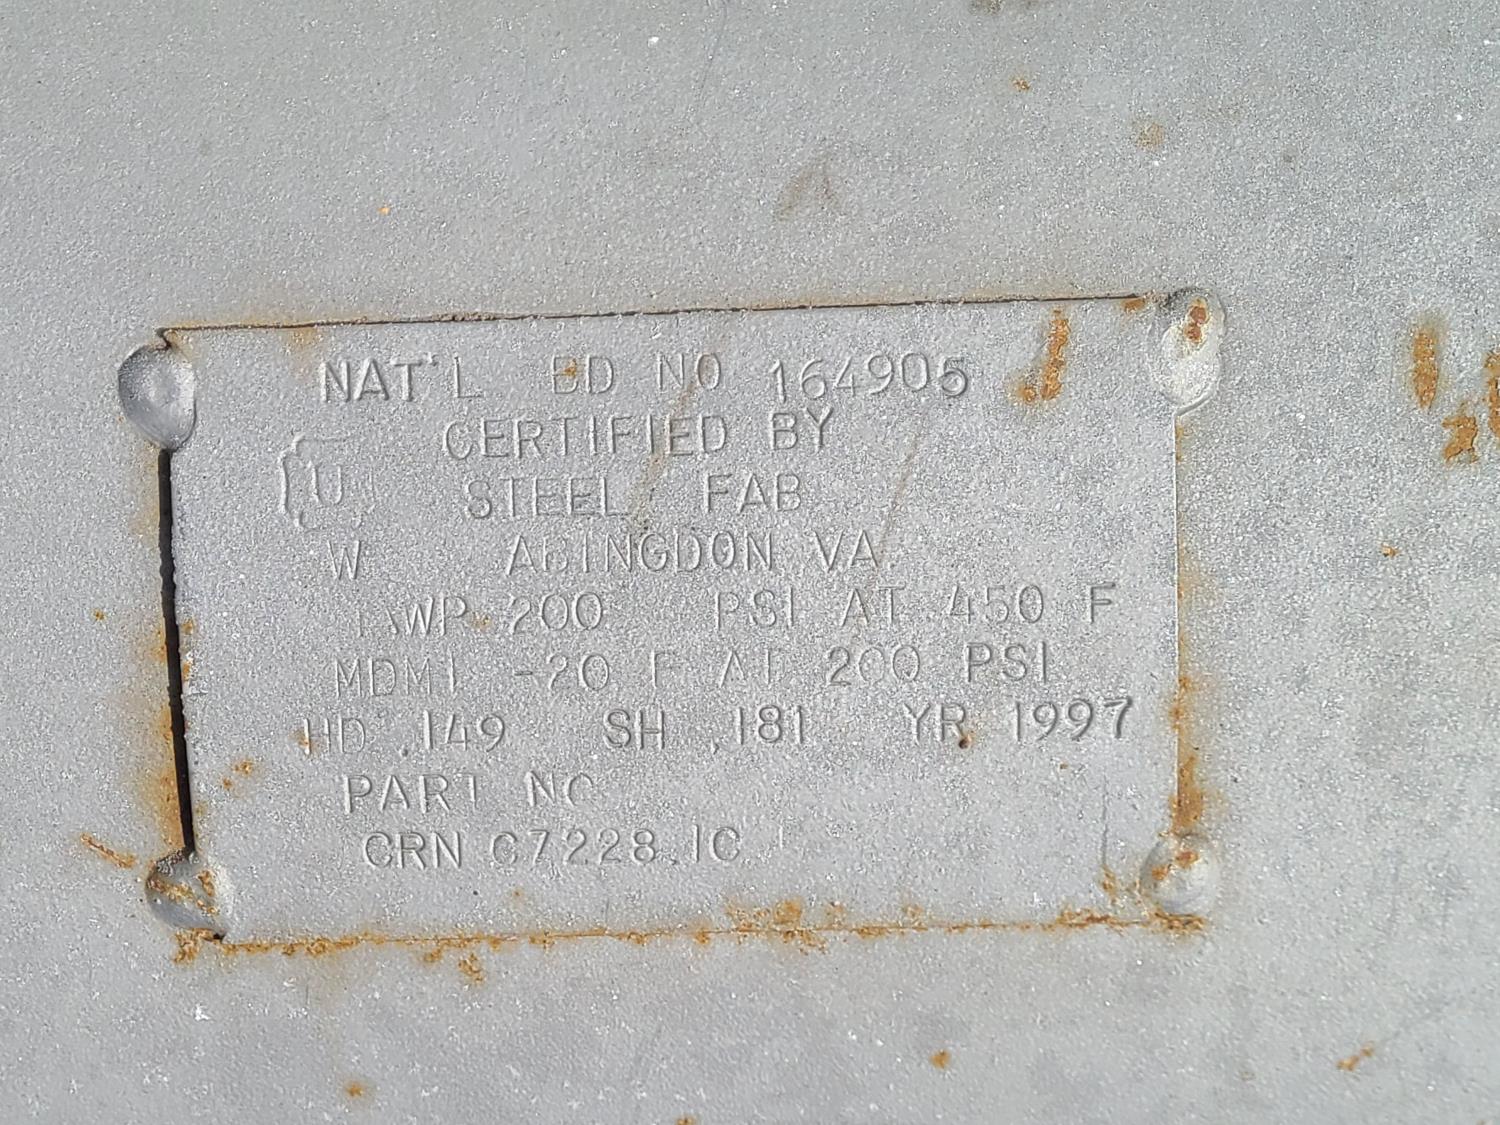 NAT'L BD NO 164905
CERTIFIED BY
U STEEL FAB
W ABINGDON VA.
200 PSI AT 450 F
MDMT -20 F AT 200 PSI
HD .149 SH .181 YR 1997
PART NO
CRN C7228.1C